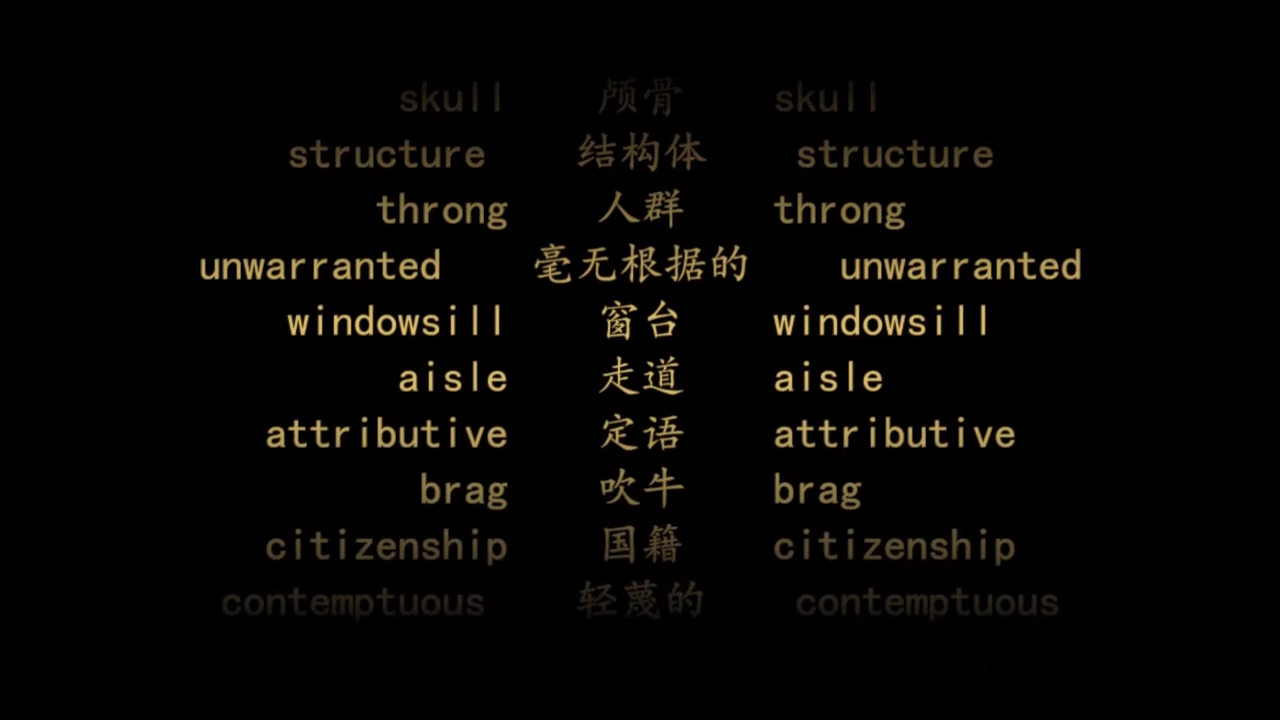 skull 颅骨 skull
structure 结构体 structure
throng 人群 throng
unwarranted 毫无根据的 unwarranted
windowsill 窗台 windowsill
aisle 走道 aisle
attributive 定语 attributive
brag 吹牛 brag
citizenship 国籍 citizenship
contemptuous 轻蔑的 contemptuous